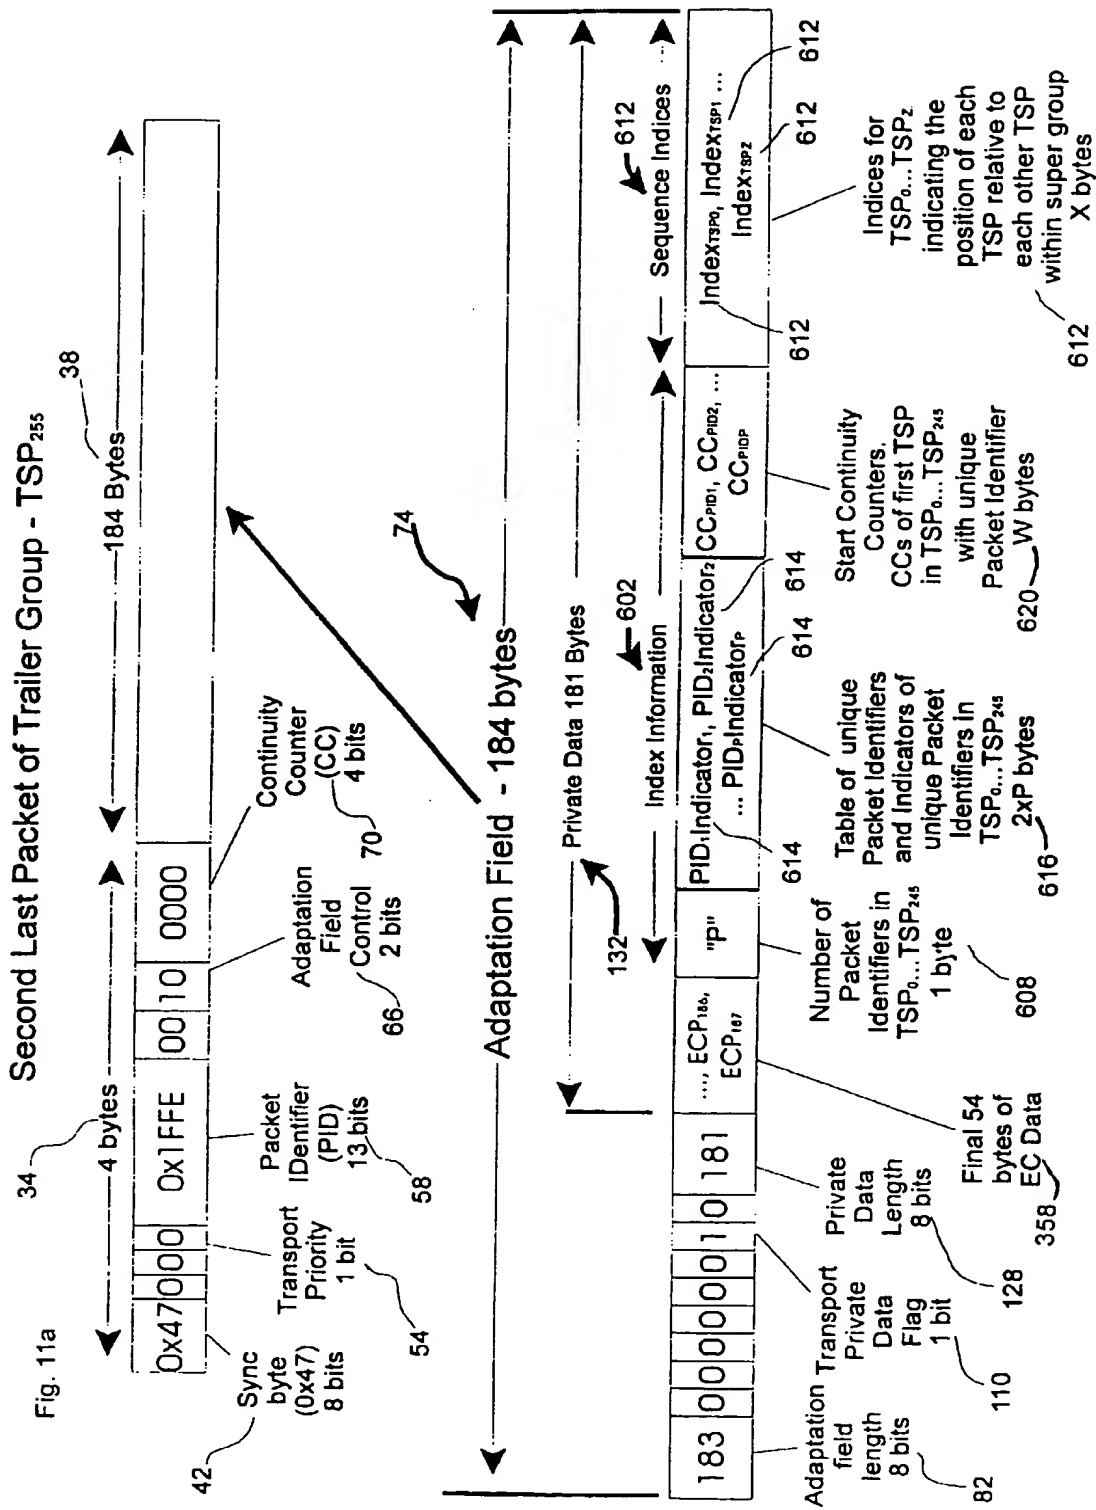 Fig. 11a
Second Last Packet of Trailer Group - TSP255
34
4 bytes
38
184 Bytes
0x47 0 0 0 0x1FFE 00 10 0000
42
Sync
byte
(0x47)
8 bits
Transport
Priority
1 bit
54
Packet
IDentifier
(PID)
13 bits
58
Adaptation
Field
Control
2 bits
66
Continuity
Counter
(CC)
4 bits
70
74
Adaptation Field - 184 bytes
132
Private Data 181 Bytes
Index Information
602
Sequence Indices
612
183 0 0 0 0 0 0 1 0 181
..., ECP186,
ECP187
"P"
PID1Indicator1, PID2Indicator2
... PIDPIndicatorP
614
614
614
CCPID1, CCPID2, ...
CCPIDP
IndexTSP0, IndexTSP1 ...
IndexTSPZ
612
612
612
Adaptation
field
length
8 bits
82
Transport
Private
Data
Flag
1 bit
110
Private
Data
Length
8 bits
128
Final 54
bytes of
EC Data
358
Number of
Packet
Identifiers in
TSP0...TSP245
1 byte
608
Table of unique
Packet Identifiers
and Indicators of
unique Packet
Identifiers in
TSP0...TSP245
2xP bytes
616
Start Continuity
Counters.
CCs of first TSP
in TSP0...TSP245
with unique
Packet Identifier
W bytes
620
Indices for
TSP0...TSPZ
indicating the
position of each
TSP relative to
each other TSP
within super group
X bytes
612